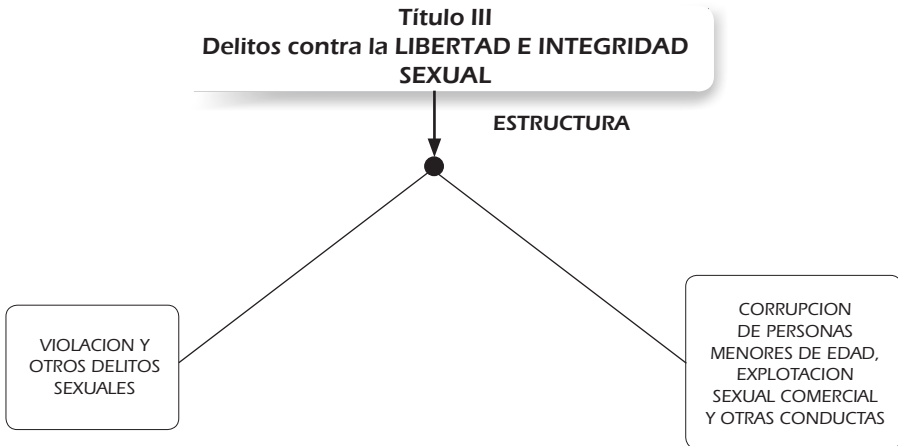 Título III
Delitos contra la LIBERTAD E INTEGRIDAD
SEXUAL
ESTRUCTURA
VIOLACION Y
OTROS DELITOS
SEXUALES
CORRUPCION
DE PERSONAS
MENORES DE EDAD,
EXPLOTACION
SEXUAL COMERCIAL
Y OTRAS CONDUCTAS